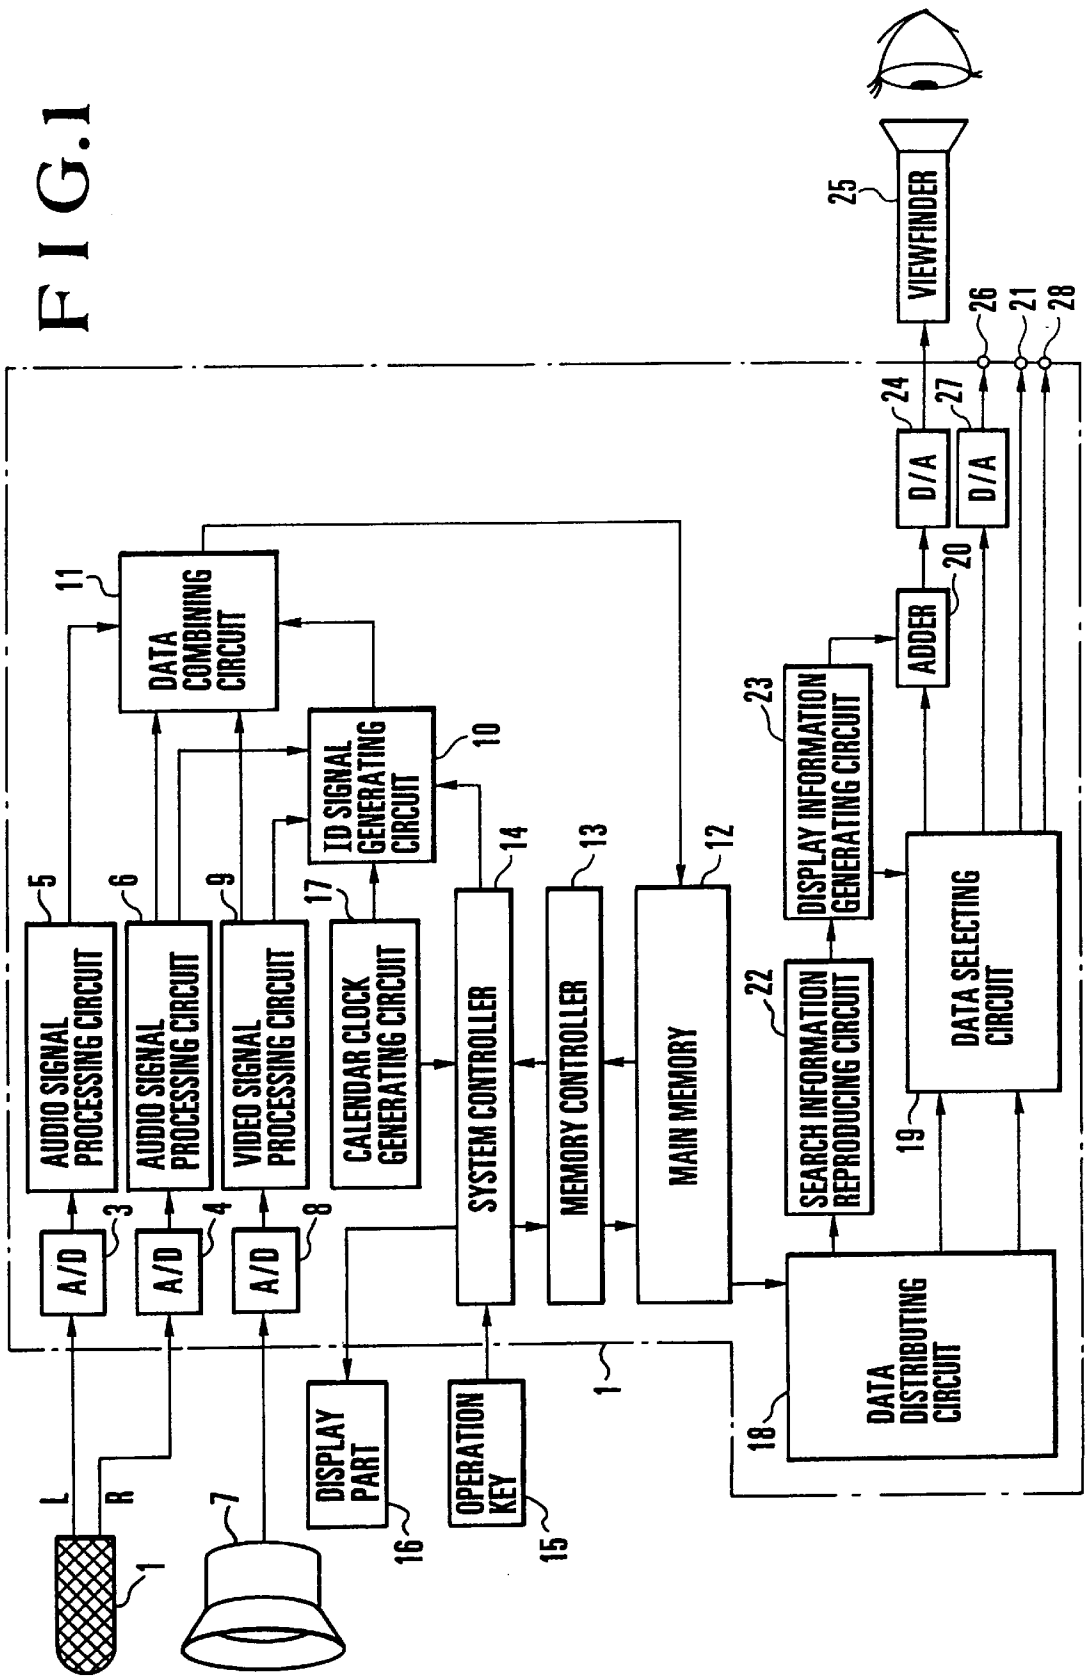 FIG.1
L
R
1
7
A/D
3
A/D
4
A/D
8
AUDIO SIGNAL
PROCESSING CIRCUIT
5
AUDIO SIGNAL
PROCESSING CIRCUIT
6
VIDEO SIGNAL
PROCESSING CIRCUIT
9
DATA
COMBINING
CIRCUIT
11
ID SIGNAL
GENERATING
CIRCUIT
10
CALENDAR CLOCK
GENERATING CIRCUIT
17
DISPLAY
PART
16
OPERATION
KEY
15
SYSTEM CONTROLLER
14
MEMORY CONTROLLER
13
MAIN MEMORY
12
1
DATA
DISTRIBUTING
CIRCUIT
18
SEARCH INFORMATION
REPRODUCING CIRCUIT
22
DISPLAY INFORMATION
GENERATING CIRCUIT
23
DATA SELECTING
CIRCUIT
19
ADDER
20
D/A
24
D/A
27
VIEWFINDER
25
26
21
28